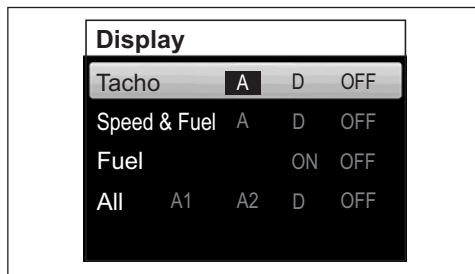 Display
Tacho A D OFF
Speed & Fuel A D OFF
Fuel ON OFF
All A1 A2 D OFF